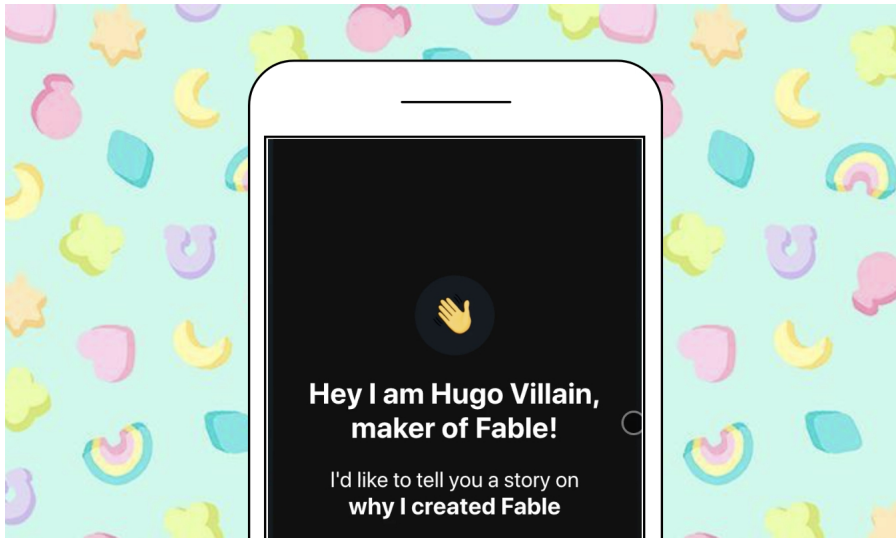 👋
Hey I am Hugo Villain,
maker of Fable!
I'd like to tell you a story on
why I created Fable